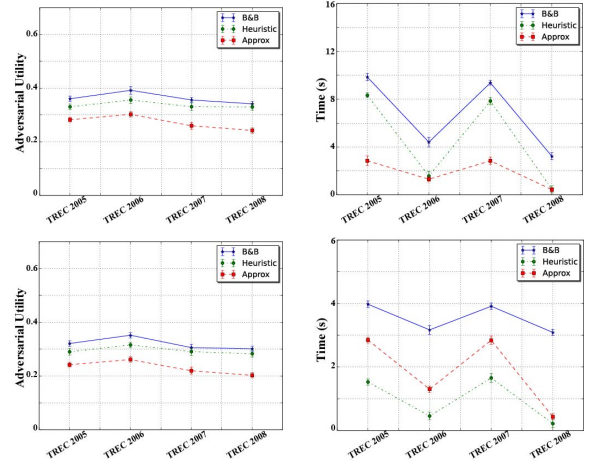 Adversarial Utility
0.6
0.4
0.2
0
B&B
Heuristic
Approx
TREC 2005
TREC 2006
TREC 2007
TREC 2008
Time (s)
16
12
8
4
0
B&B
Heuristic
Approx
TREC 2005
TREC 2006
TREC 2007
TREC 2008
Adversarial Utility
0.6
0.4
0.2
0
B&B
Heuristic
Approx
TREC 2005
TREC 2006
TREC 2007
TREC 2008
Time (s)
6
4
2
0
B&B
Heuristic
Approx
TREC 2005
TREC 2006
TREC 2007
TREC 2008